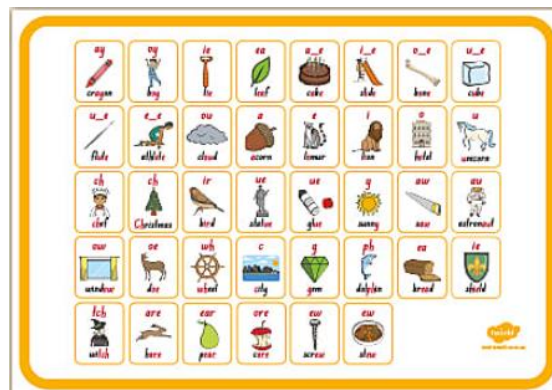 ay oy ie ea a_e i_e o_e u_e
crayon boy tie leaf cake slide bone cube
u_e e_e ou a e i o u
flute athlete cloud acorn lemur lion hotel unicorn
ch ch ir ue ue y aw au
chef Christmas bird statue glue sunny saw astronaut
ow oe wh c g ph ea ie
window doe wheel city gem dolphin bread shield
tch are ear ore ew ew
witch hare pear core screw stew
twinkl